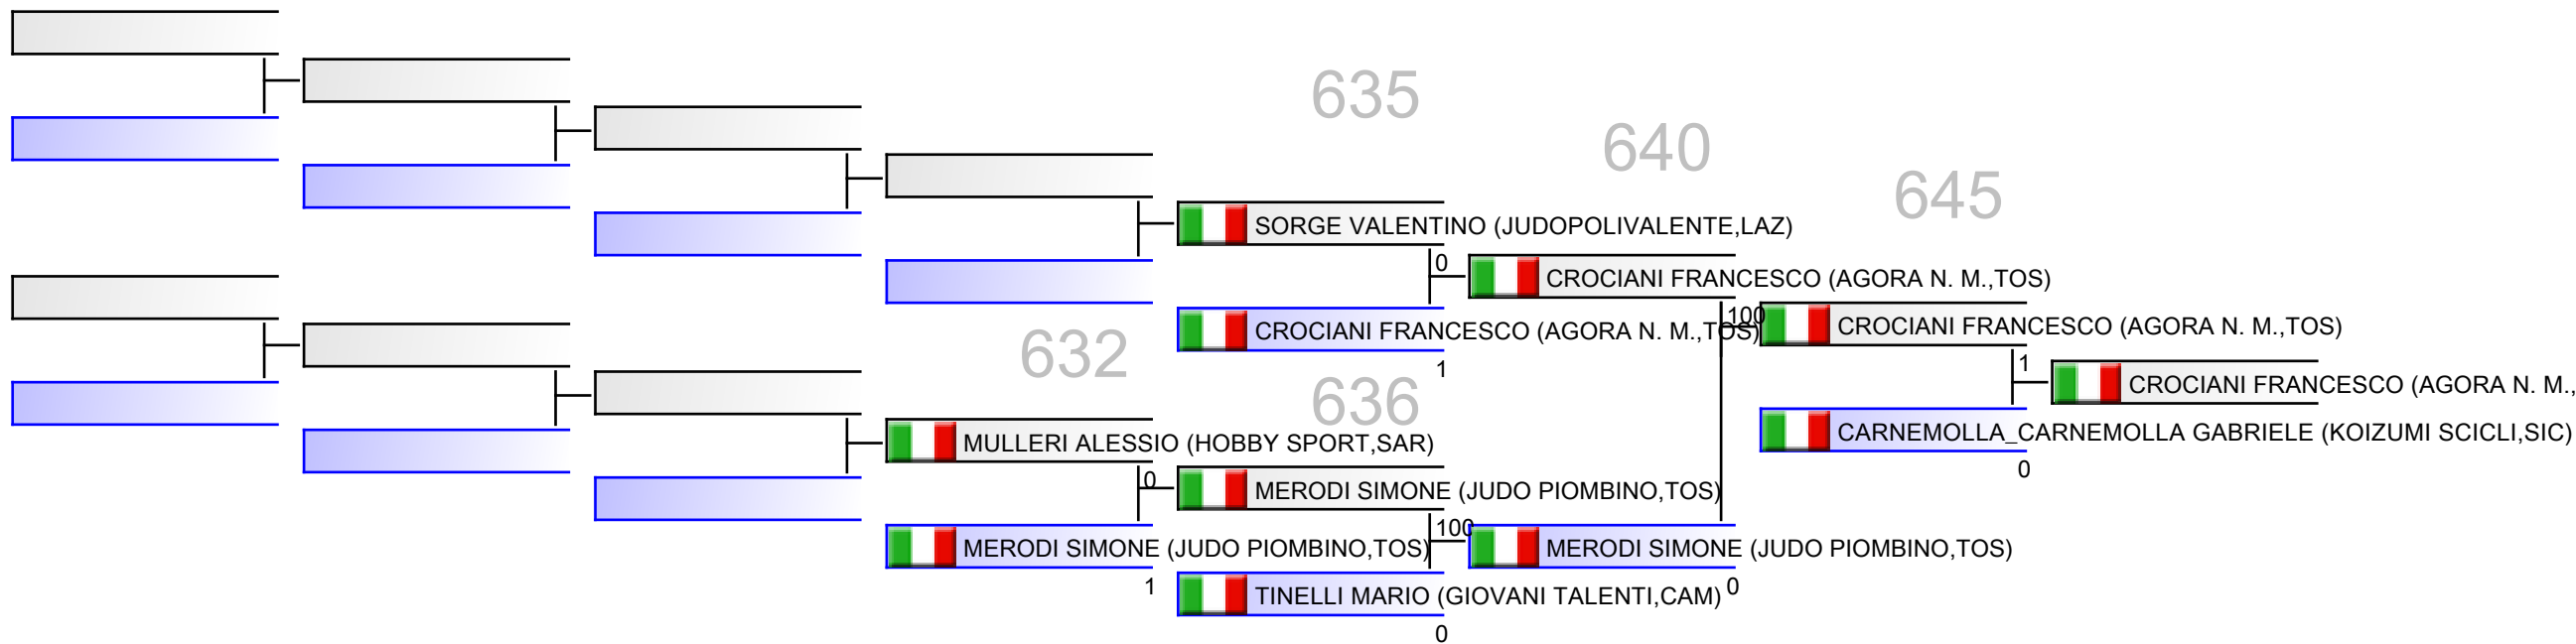 635
640
645
SORGE VALENTINO (JUDOPOLIVALENTE,LAZ)
0
CROCIANI FRANCESCO (AGORA N. M.,TOS)
CROCIANI FRANCESCO (AGORA N. M.,TOS)
1
100
CROCIANI FRANCESCO (AGORA N. M.,TOS)
1
CROCIANI FRANCESCO (AGORA N. M.,
CARNEMOLLA_CARNEMOLLA GABRIELE (KOIZUMI SCICLI,SIC)
0
632
636
MULLERI ALESSIO (HOBBY SPORT,SAR)
0
MERODI SIMONE (JUDO PIOMBINO,TOS)
MERODI SIMONE (JUDO PIOMBINO,TOS)
1
100
MERODI SIMONE (JUDO PIOMBINO,TOS)
0
TINELLI MARIO (GIOVANI TALENTI,CAM)
0